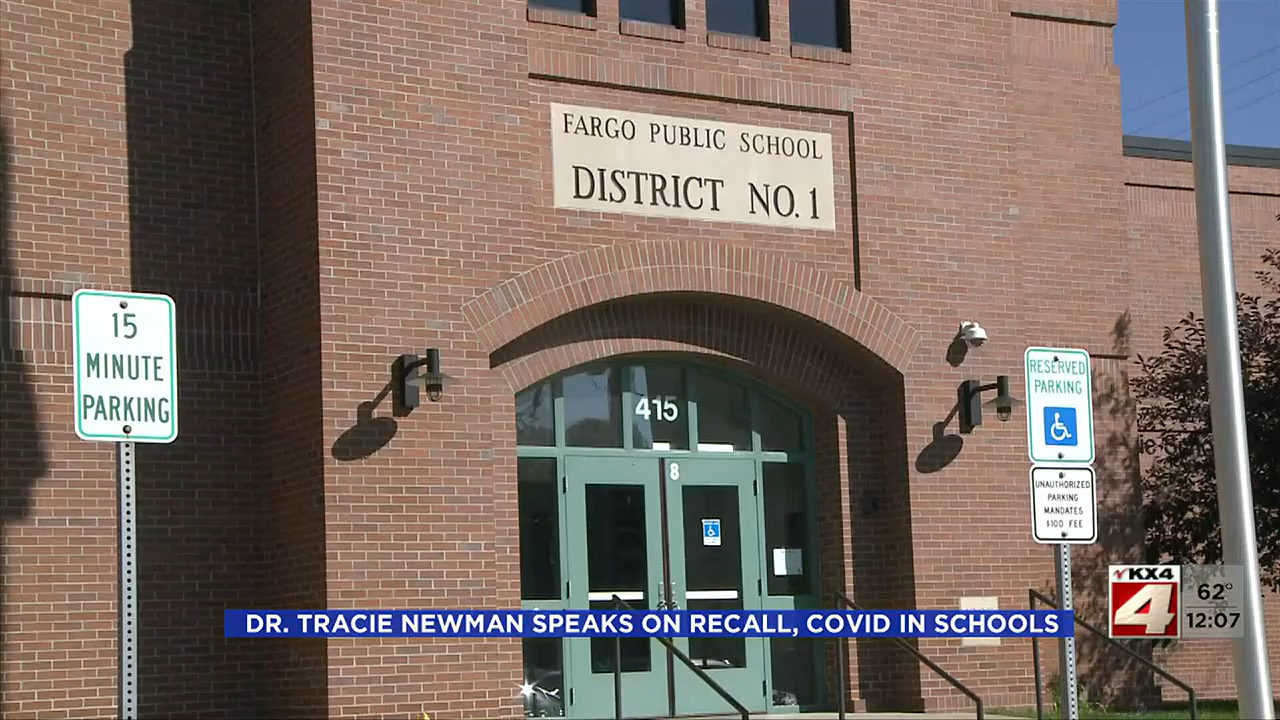 FARGO PUBLIC SCHOOL
DISTRICT NO. 1
15
MINUTE
PARKING
415
8
RESERVED
PARKING
UNAUTHORIZED
PARKING
MANDATES
$100 FEE
DR. TRACIE NEWMAN SPEAKS ON RECALL, COVID IN SCHOOLS
KX4
4
62°
12:07